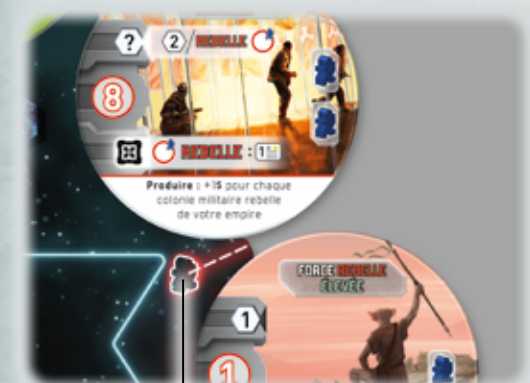 ? 2/REBELLE
8
REBELLE : 1
Produire : +1$ pour chaque
colonie militaire rebelle
de votre empire
FORCE REBELLE
ÉLEVÉE
1
1